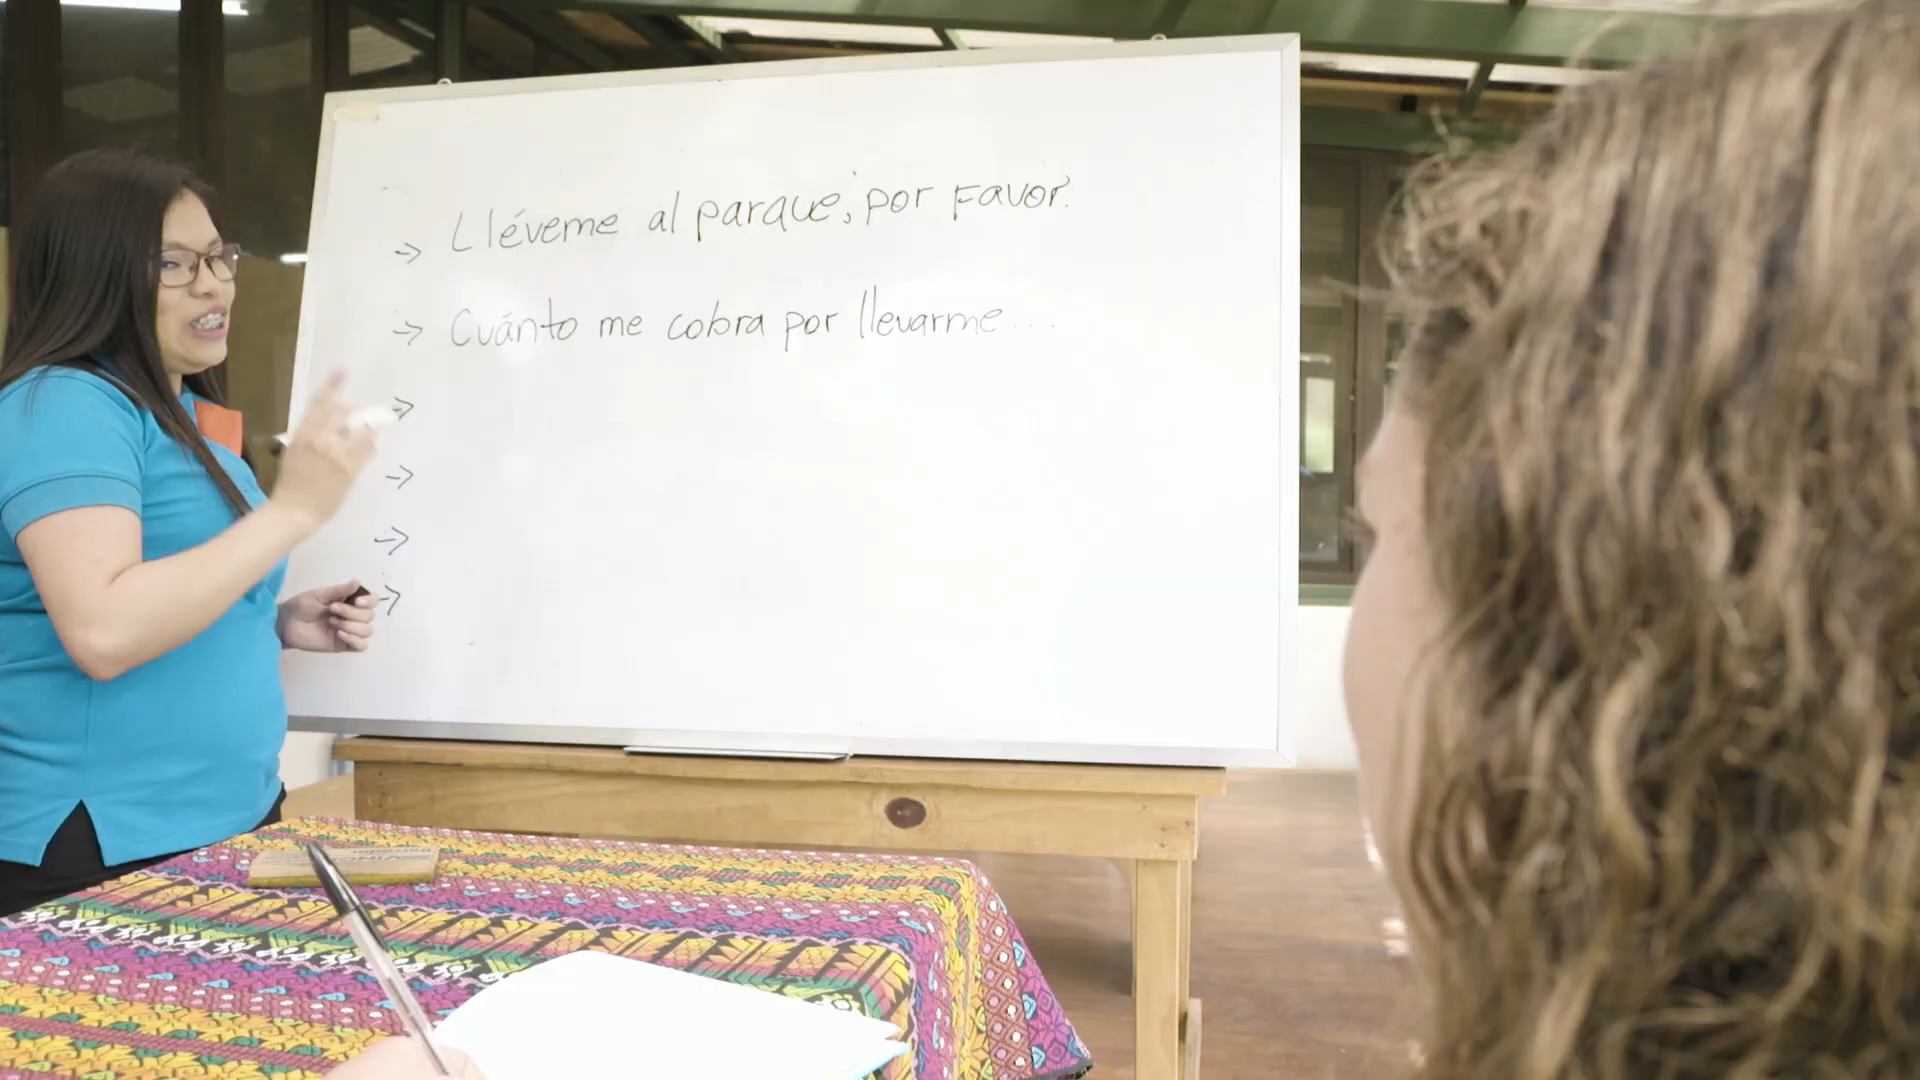 → Lléveme al parque, por favor.
→ Cuánto me cobra por llevarme...
→
→
→
→